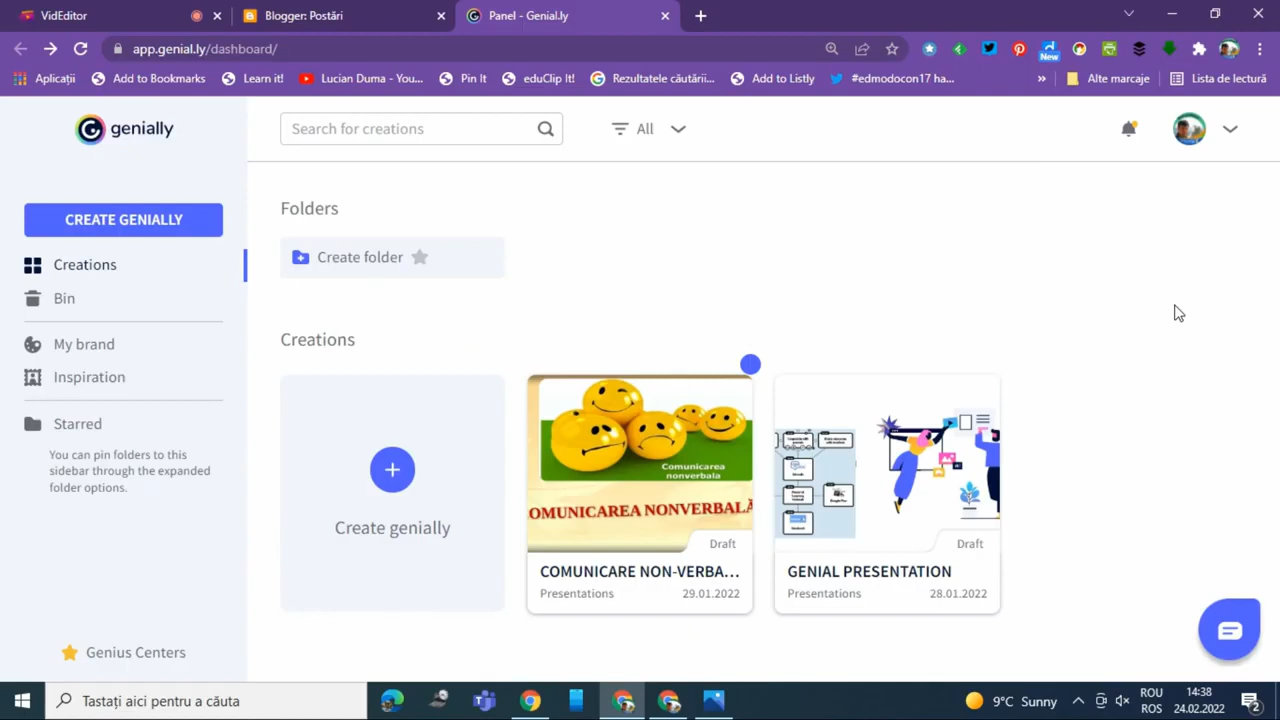 VidEditor
Blogger: Postări
Panel - Genial.ly
app.genial.ly/dashboard/
New
Aplicații
Add to Bookmarks
Learn it!
Lucian Duma - You...
Pin It
eduClip It!
Rezultatele căutării...
Add to Listly
#edmodocon17 ha...
»
Alte marcaje
Lista de lectură
genially
Search for creations
All
CREATE GENIALLY
Creations
Bin
My brand
Inspiration
Starred
You can pin folders to this
sidebar through the expanded
folder options.
Genius Centers
Folders
Create folder
Creations
Create genially
Comunicarea
nonverbala
OMUNICAREA NONVERBALĂ
Draft
COMUNICARE NON-VERBA...
Presentations
29.01.2022
Draft
GENIAL PRESENTATION
Presentations
28.01.2022
Tastați aici pentru a căuta
9°C Sunny
ROU
ROS
14:38
24.02.2022
2